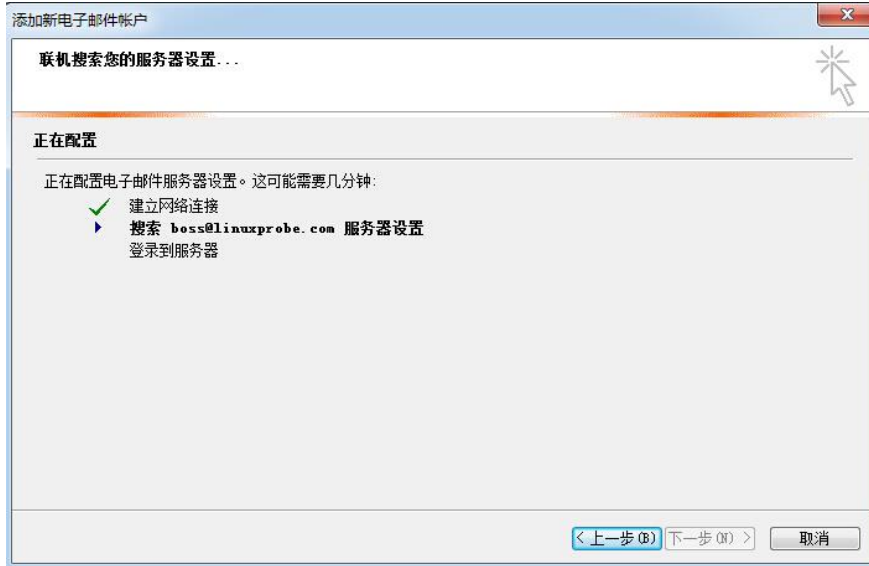 添加新电子邮件帐户
联机搜索您的服务器设置...
正在配置
正在配置电子邮件服务器设置。这可能需要几分钟:
建立网络连接
搜索 boss@linuxprobe.com 服务器设置
登录到服务器
< 上一步(B) 下一步(N) > 取消